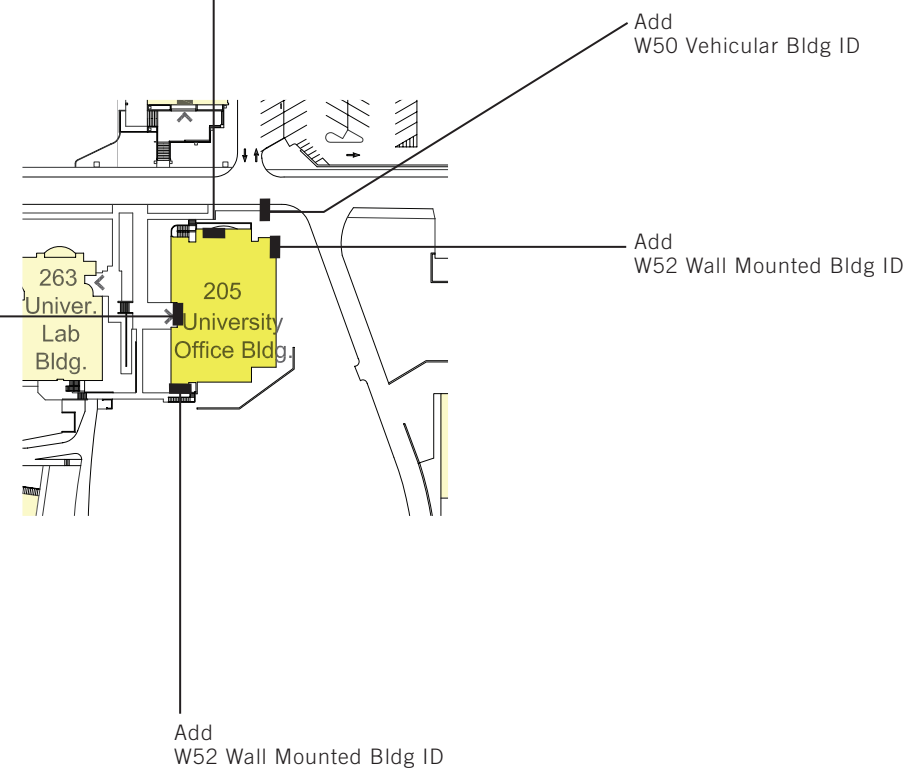 Add
W50 Vehicular Bldg ID
Add
W52 Wall Mounted Bldg ID
263
Univer.
Lab
Bldg.
205
University
Office Bldg.
Add
W52 Wall Mounted Bldg ID